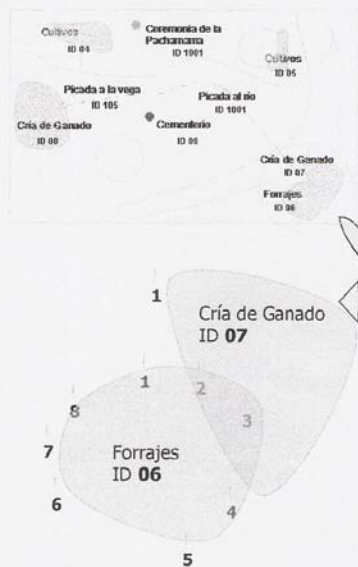 Cultivos
ID 04
Ceremonia de la
Pachamama
ID 1001
Cultivos
ID 05
Picada a la vega
ID 105
Picada al río
ID 1001
Cría de Ganado
ID 08
Cementerio
ID 09
Cría de Ganado
ID 07
Forrajes
ID 06
1
Cría de Ganado
ID 07
1
2
8
3
7
Forrajes
ID 06
6
4
5